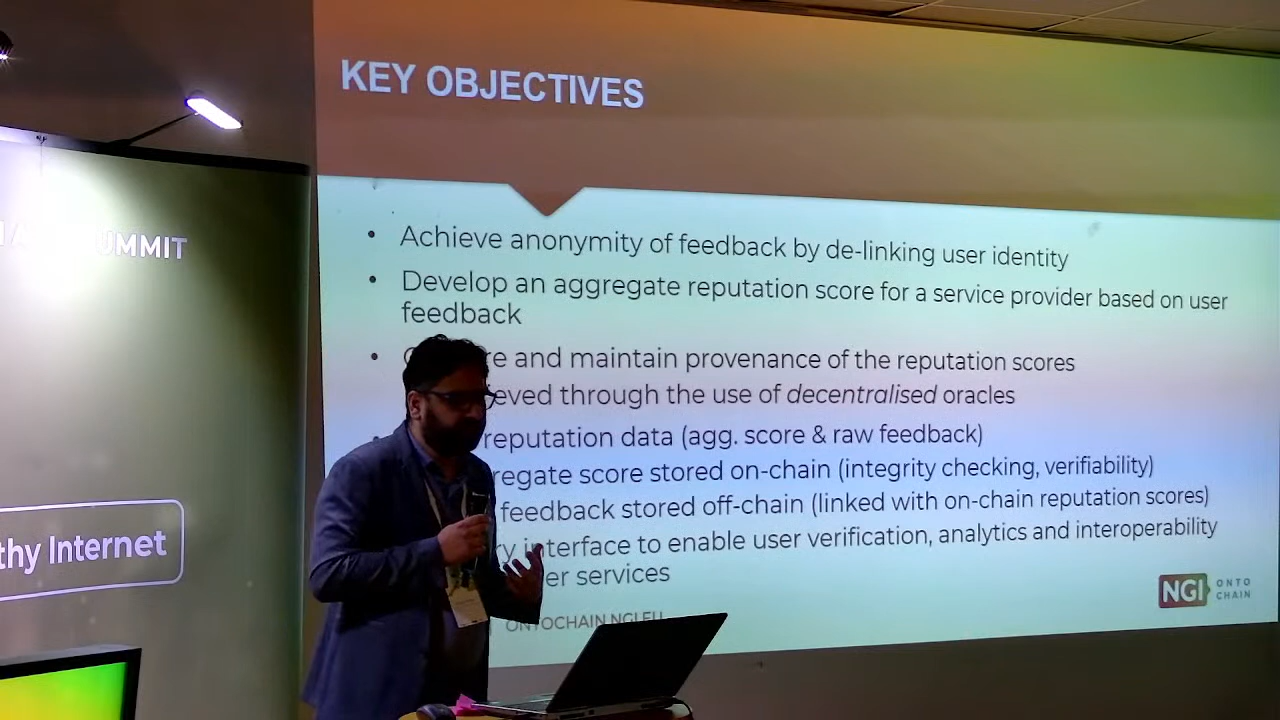 KEY OBJECTIVES
• Achieve anonymity of feedback by de-linking user identity
• Develop an aggregate reputation score for a service provider based on user
feedback
• re and maintain provenance of the reputation scores
eved through the use of decentralised oracles
reputation data (agg. score & raw feedback)
regate score stored on-chain (integrity checking, verifiability)
feedback stored off-chain (linked with on-chain reputation scores)
ry interface to enable user verification, analytics and interoperability
er services
ONTOCHAIN.NGI.EU
NGI ONTO
CHAIN
UMMIT
thy Internet